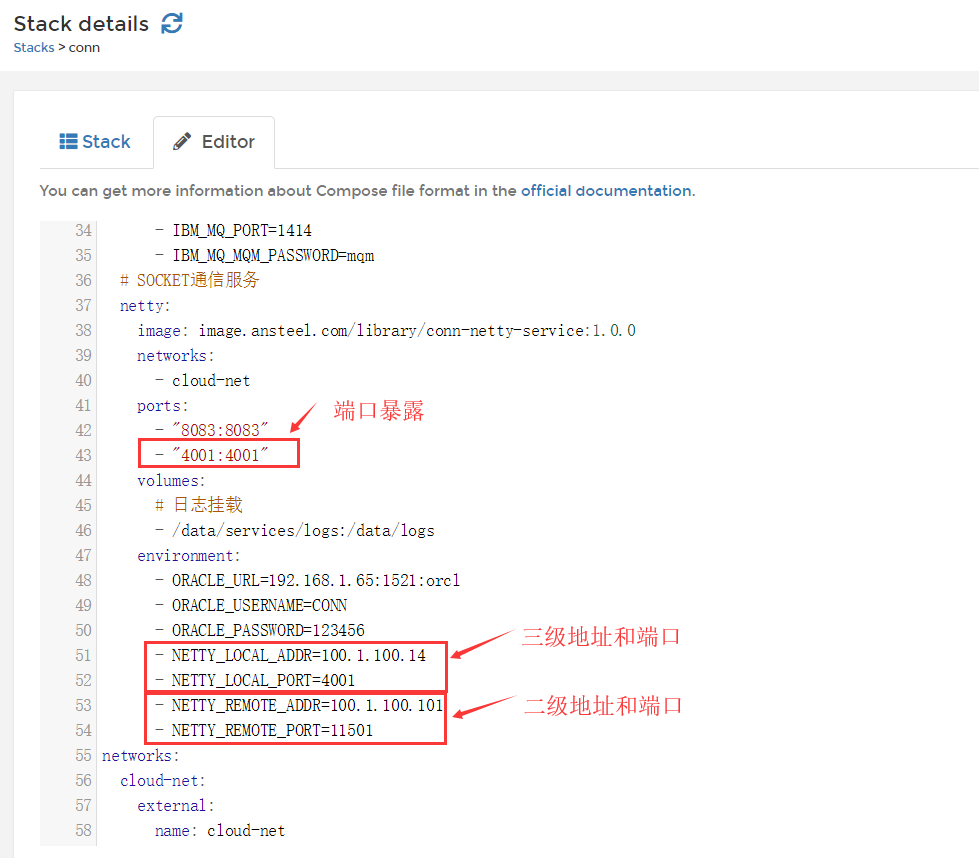 Stack details
Stacks > conn
Stack
Editor
You can get more information about Compose file format in the official documentation.
34 - IBM_MQ_PORT=1414
35 - IBM_MQ_MQM_PASSWORD=mqm
36 # SOCKET通信服务
37 netty:
38 image: image.ansteel.com/library/conn-netty-service:1.0.0
39 networks:
40 - cloud-net
41 ports:
端口暴露
42 - "8083:8083"
43 - "4001:4001"
44 volumes:
45 # 日志挂载
46 - /data/services/logs:/data/logs
47 environment:
48 - ORACLE_URL=192.168.1.65:1521:orcl
49 - ORACLE_USERNAME=CONN
50 - ORACLE_PASSWORD=123456
三级地址和端口
51 - NETTY_LOCAL_ADDR=100.1.100.14
52 - NETTY_LOCAL_PORT=4001
53 - NETTY_REMOTE_ADDR=100.1.100.101
二级地址和端口
54 - NETTY_REMOTE_PORT=11501
55 networks:
56 cloud-net:
57 external:
58 name: cloud-net